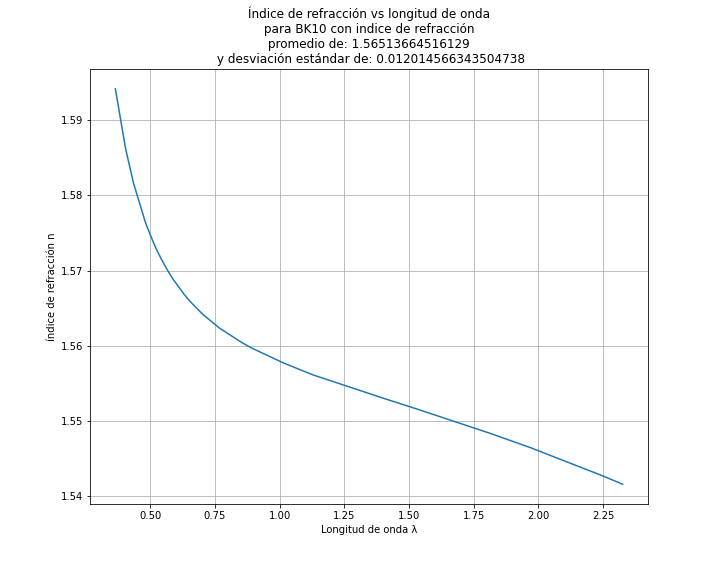 Índice de refracción vs longitud de onda
para BK10 con indice de refracción
promedio de: 1.56513664516129
y desviación estándar de: 0.012014566343504738
1.59
1.58
1.57
1.56
1.55
1.54
Índice de refracción n
0.50 0.75 1.00 1.25 1.50 1.75 2.00 2.25
Longitud de onda λ